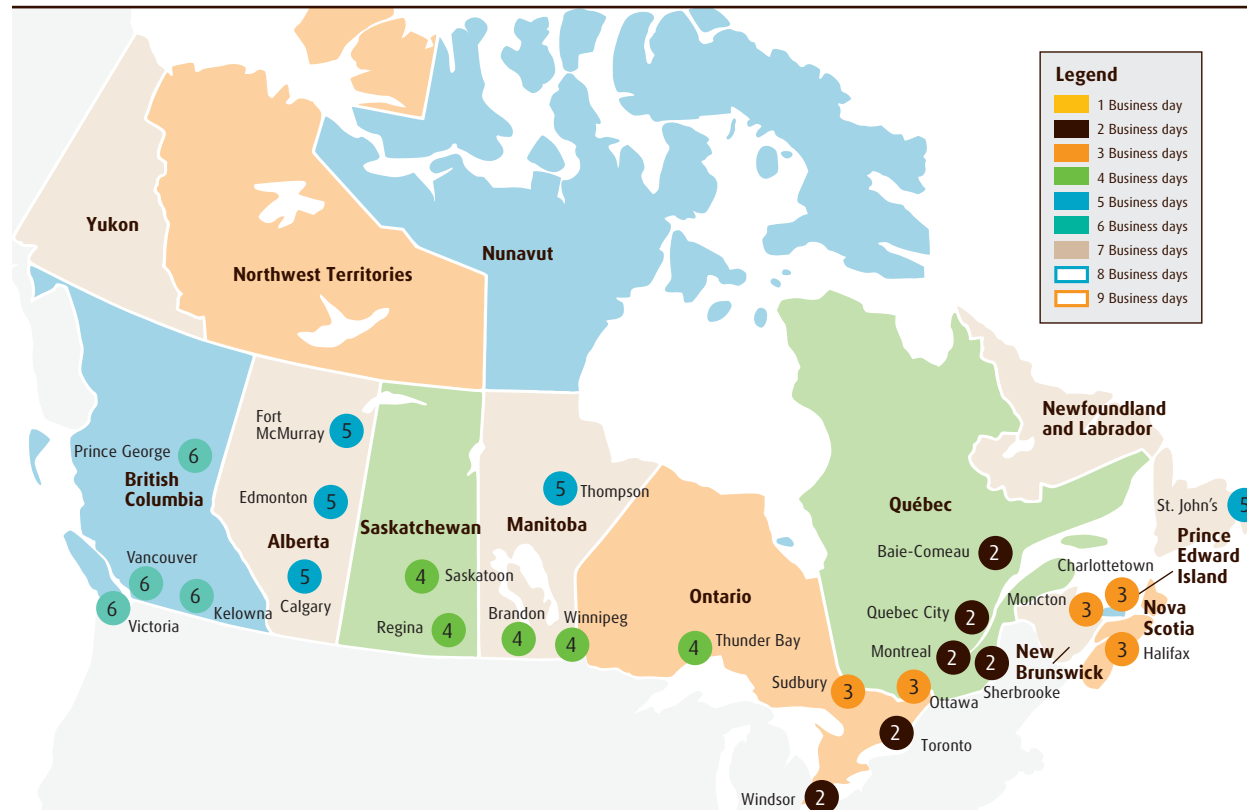 Legend
1 Business day
2 Business days
3 Business days
4 Business days
5 Business days
6 Business days
7 Business days
8 Business days
9 Business days
Yukon
Northwest Territories
Nunavut
Fort
McMurray
5
Prince George
6
British
Columbia
Edmonton
5
Alberta
Vancouver
6
6
Kelowna
6
Victoria
5
Calgary
Saskatchewan
4
Saskatoon
Regina
4
5
Thompson
Manitoba
Brandon
4
Winnipeg
4
Ontario
4
Thunder Bay
Sudbury
3
3
Ottawa
2
Toronto
Windsor
2
Québec
Baie-Comeau
2
Quebec City
2
Montreal
2
2
Sherbrooke
Newfoundland
and Labrador
St. John's
5
Prince
Edward
Island
Charlottetown
3
Moncton
3
Nova
Scotia
3
Halifax
New
Brunswick